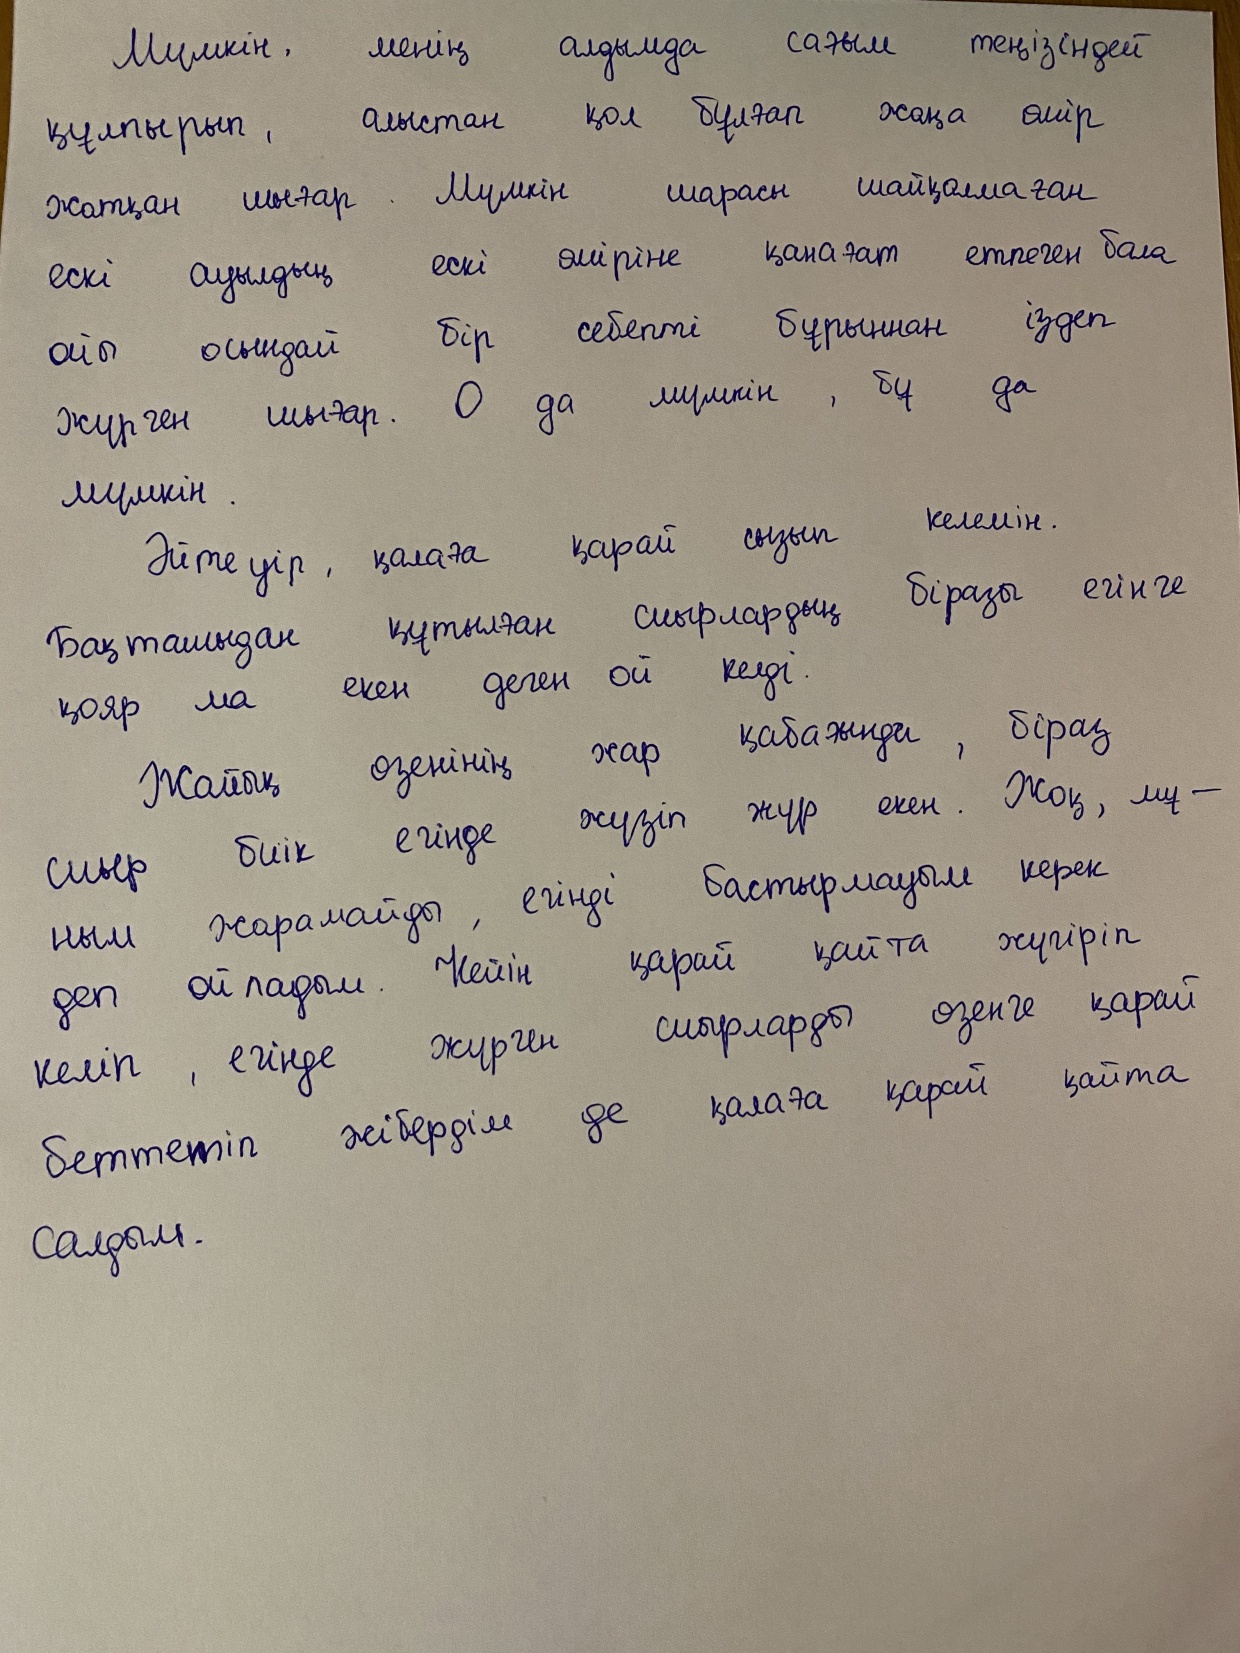 Мүмкін, менің алдымда сағым теңізіндей
құлпырып, алыстан қол бұлғап жаңа өмір
жатқан шығар. Мүмкін шарасы шайқалмаған
ескі ауылдың ескі өміріне қанағат етпеген бала
ойы осындай бір себепті бұрыннан іздеп
жүрген шығар. О да мүмкін, бұ да
мүмкін.
Әйтеуір, қалаға қарай сызып келемін.
Бақташыдан құтылған сиырлардың біразы егінге
қояр ма екен деген ой келді.
Жайық өзенінің жар қабағында, біраз
сиыр биік егінде жүзіп жүр екен. Жоқ, мұ-
ным жарамайды, егінді бастырмауым керек
деп ойладым. Кейін қарай қайта жүгіріп
келіп, егінде жүрген сиырларды өзенге қарай
беттетіп жібердім де қалаға қарай қайта
салдым.